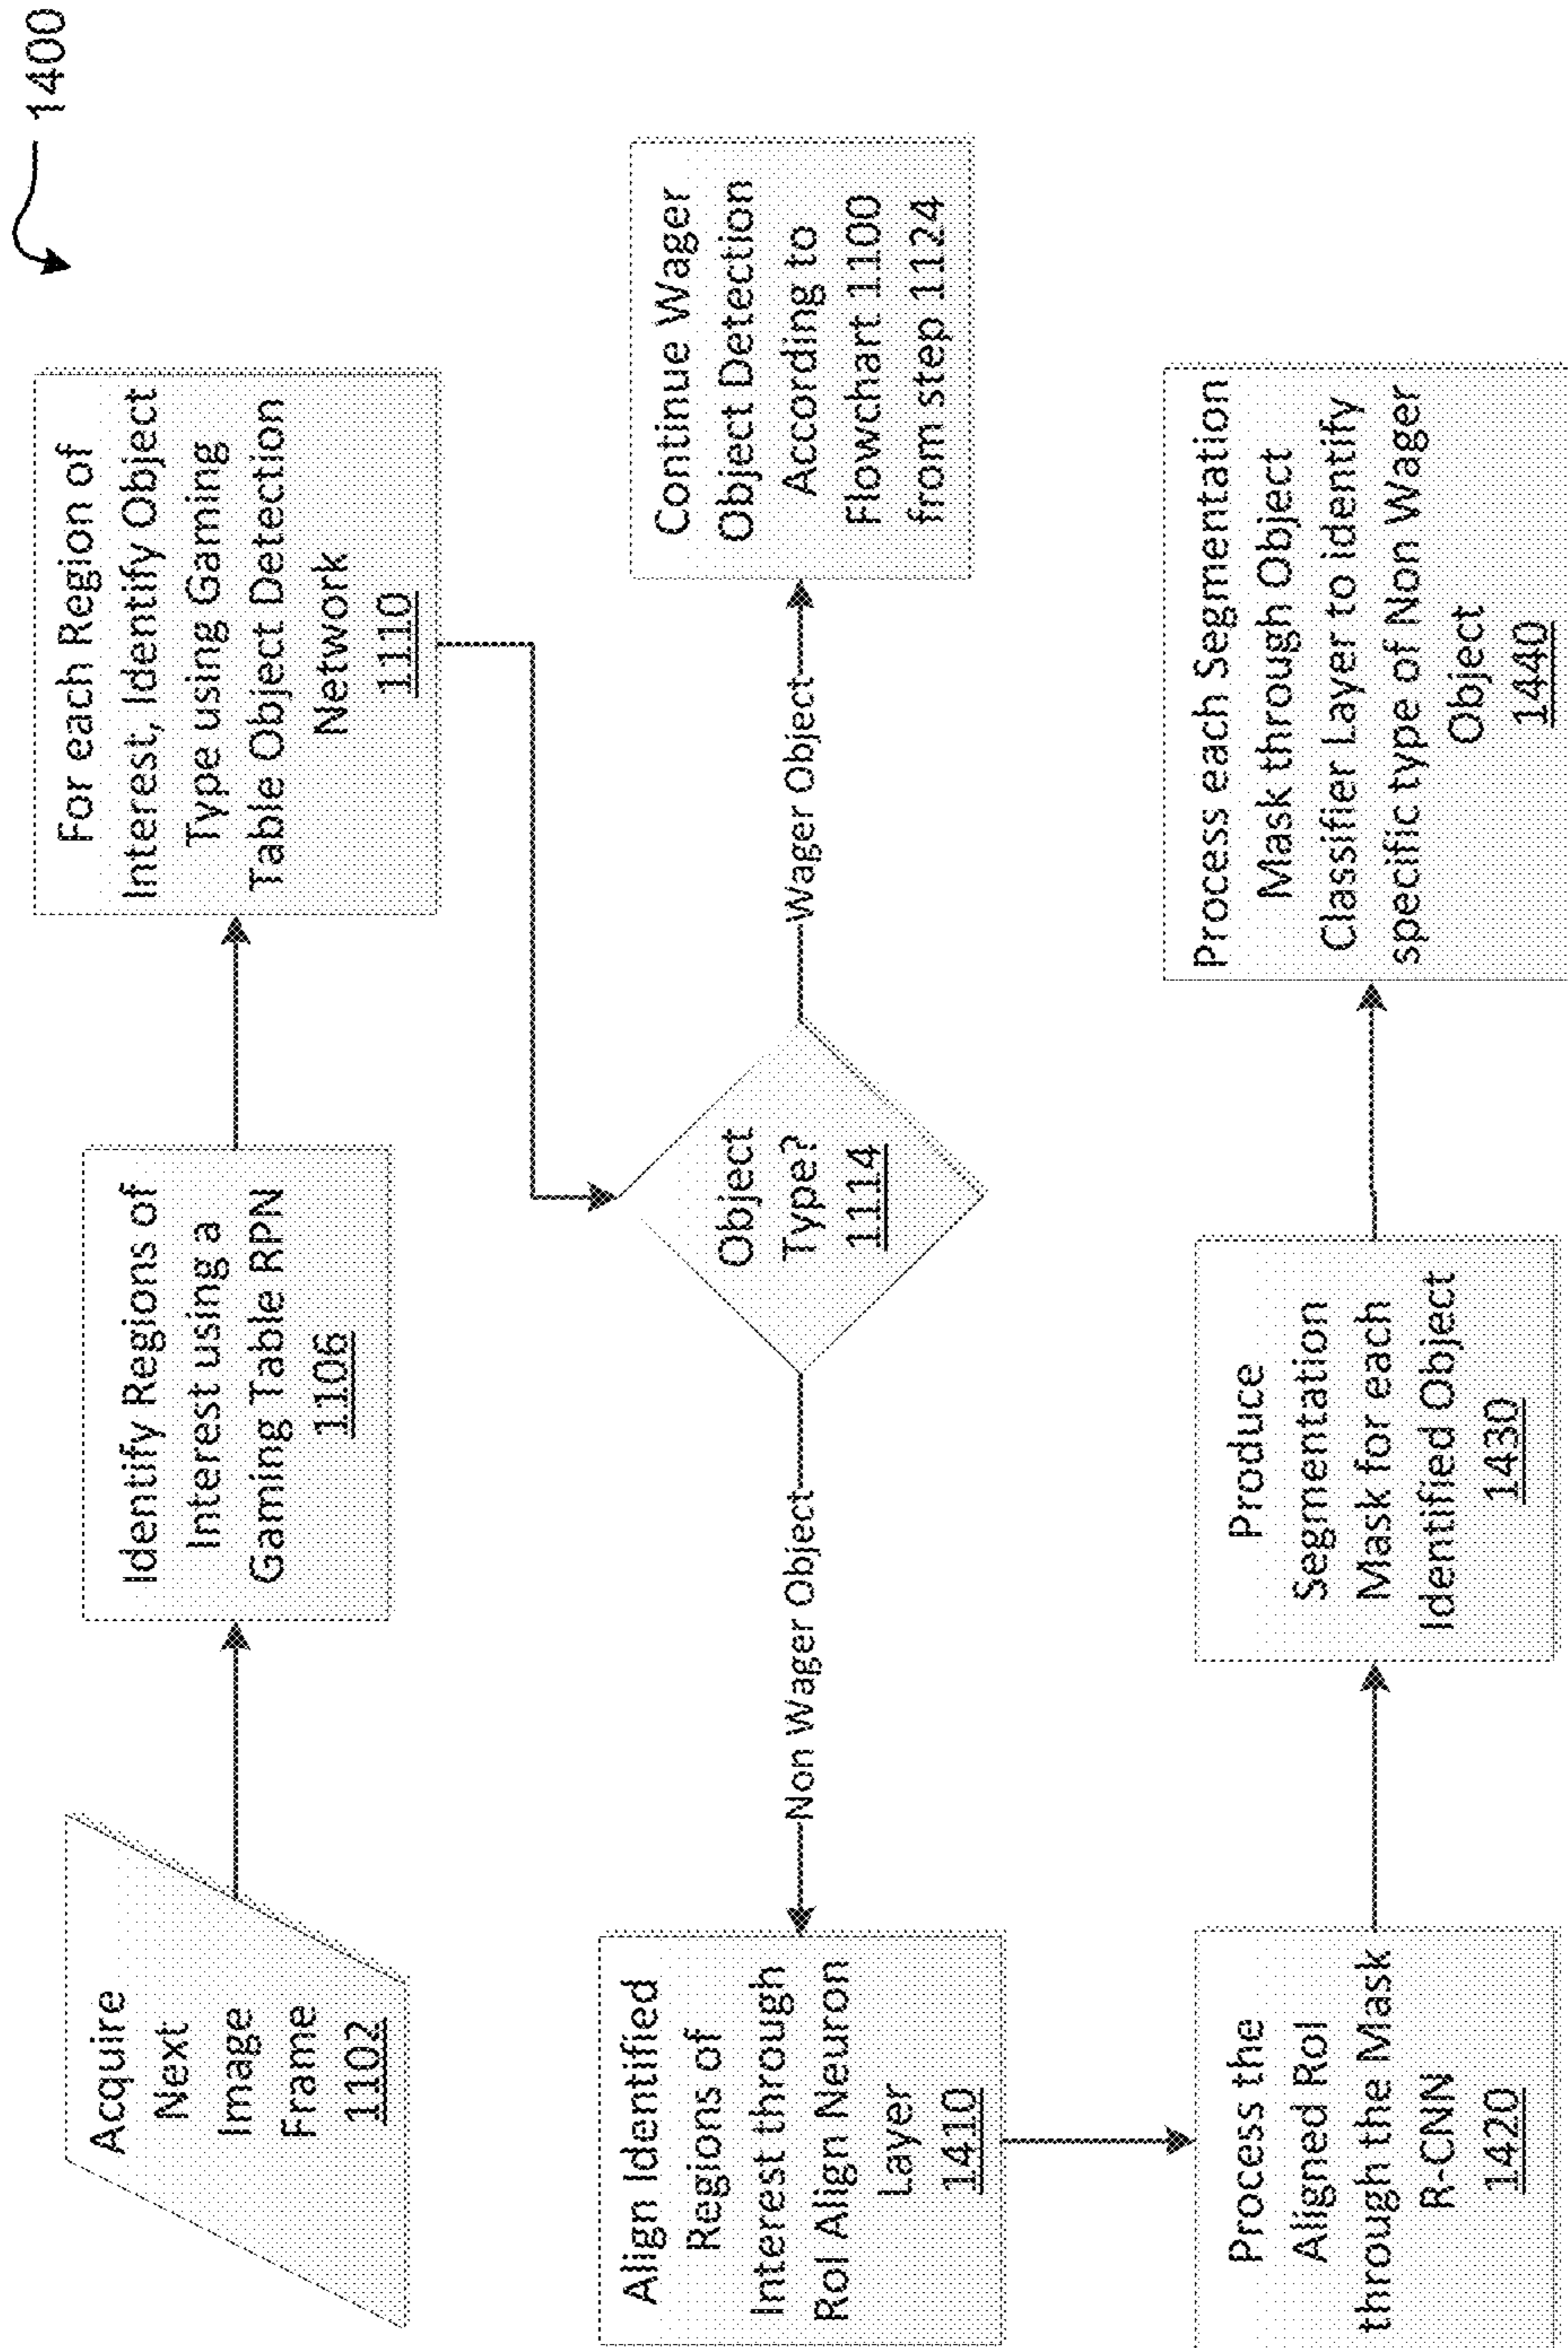 1400
Acquire
Next
Image
Frame
1102
Identify Regions of
Interest using a
Gaming Table RPN
1106
For each Region of
Interest, Identify Object
Type using Gaming
Table Object Detection
Network
1110
Object
Type?
1114
Non Wager Object
Wager Object
Continue Wager
Object Detection
According to
Flowchart 1100
from step 1124
Align Identified
Regions of
Interest through
RoI Align Neuron
Layer
1410
Process the
Aligned RoI
through the Mask
R-CNN
1420
Produce
Segmentation
Mask for each
Identified Object
1430
Process each Segmentation
Mask through Object
Classifier Layer to identify
specific type of Non Wager
Object
1440